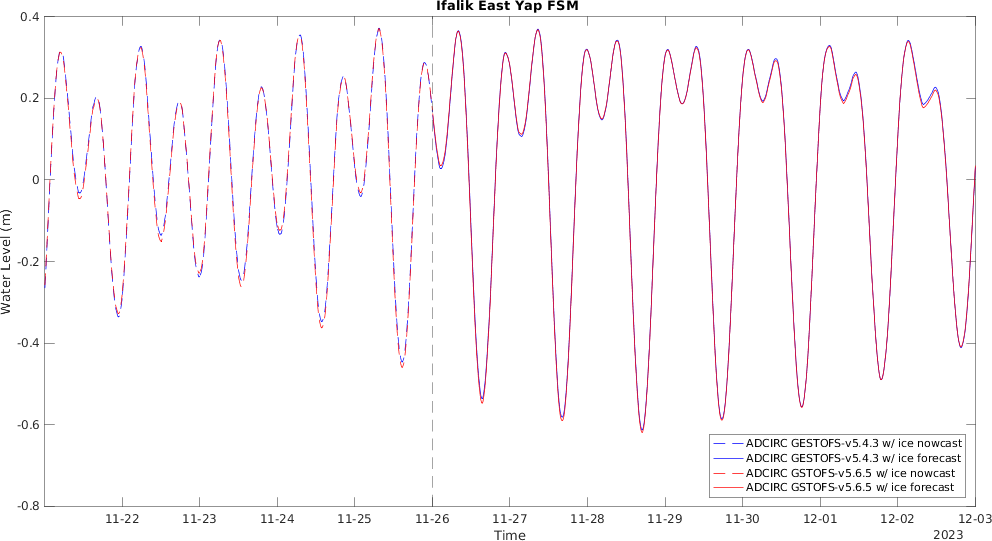 Ifalik East Yap FSM
0.4
0.2
0
-0.2
-0.4
-0.6
-0.8
Water Level (m)
ADCIRC GESTOFS-v5.4.3 w/ ice nowcast
ADCIRC GESTOFS-v5.4.3 w/ ice forecast
ADCIRC GSTOFS-v5.6.5 w/ ice nowcast
ADCIRC GSTOFS-v5.6.5 w/ ice forecast
11-22 11-23 11-24 11-25 11-26 11-27 11-28 11-29 11-30 12-01 12-02 12-03
Time
2023